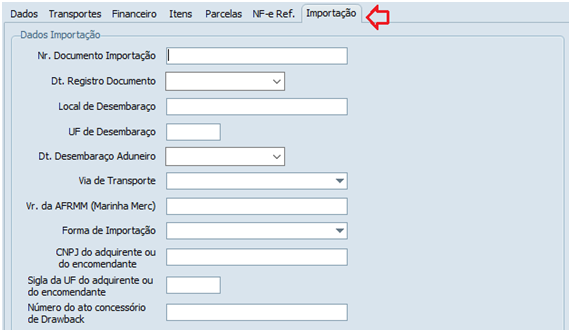 Dados Transportes Financeiro Itens Parcelas NF-e Ref. Importação
Dados Importação
Nr. Documento Importação
Dt. Registro Documento
Local de Desembaraço
UF de Desembaraço
Dt. Desembaraço Aduneiro
Via de Transporte
Vr. da AFRMM (Marinha Merc)
Forma de Importação
CNPJ do adquirente ou
do encomendante
Sigla da UF do adquirente ou
do encomendante
Número do ato concessório
de Drawback